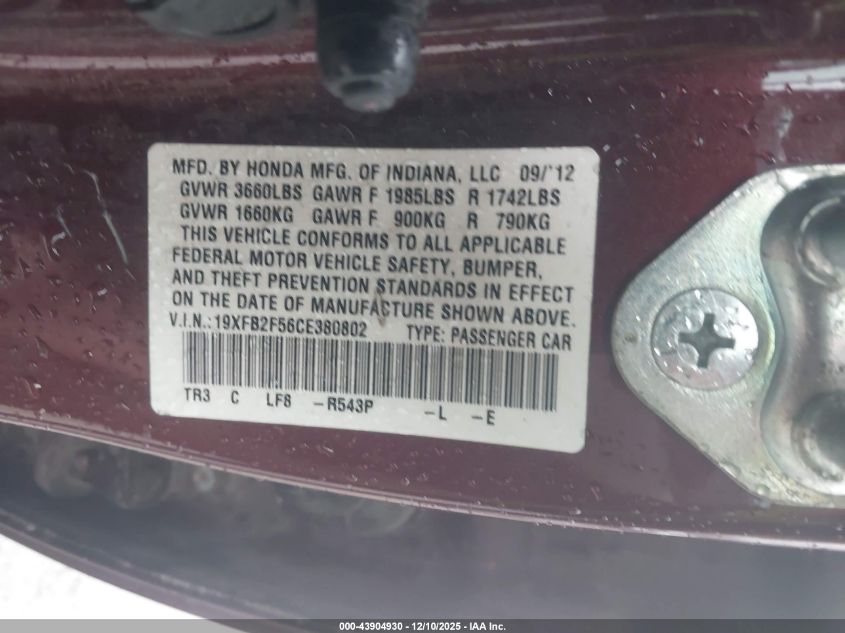 MFD. BY HONDA MFG. OF INDIANA, LLC 09/'12
GVWR 3660LBS GAWR F 1985LBS R 1742LBS
GVWR 1660KG GAWR F 900KG R 790KG
THIS VEHICLE CONFORMS TO ALL APPLICABLE
FEDERAL MOTOR VEHICLE SAFETY, BUMPER,
AND THEFT PREVENTION STANDARDS IN EFFECT
ON THE DATE OF MANUFACTURE SHOWN ABOVE.
V.I.N.:19XFB2F56CE380802 TYPE: PASSENGER CAR
TR3 C LF8 -R543P -L -E
000-43904930 - 12/10/2025 - IAA Inc.